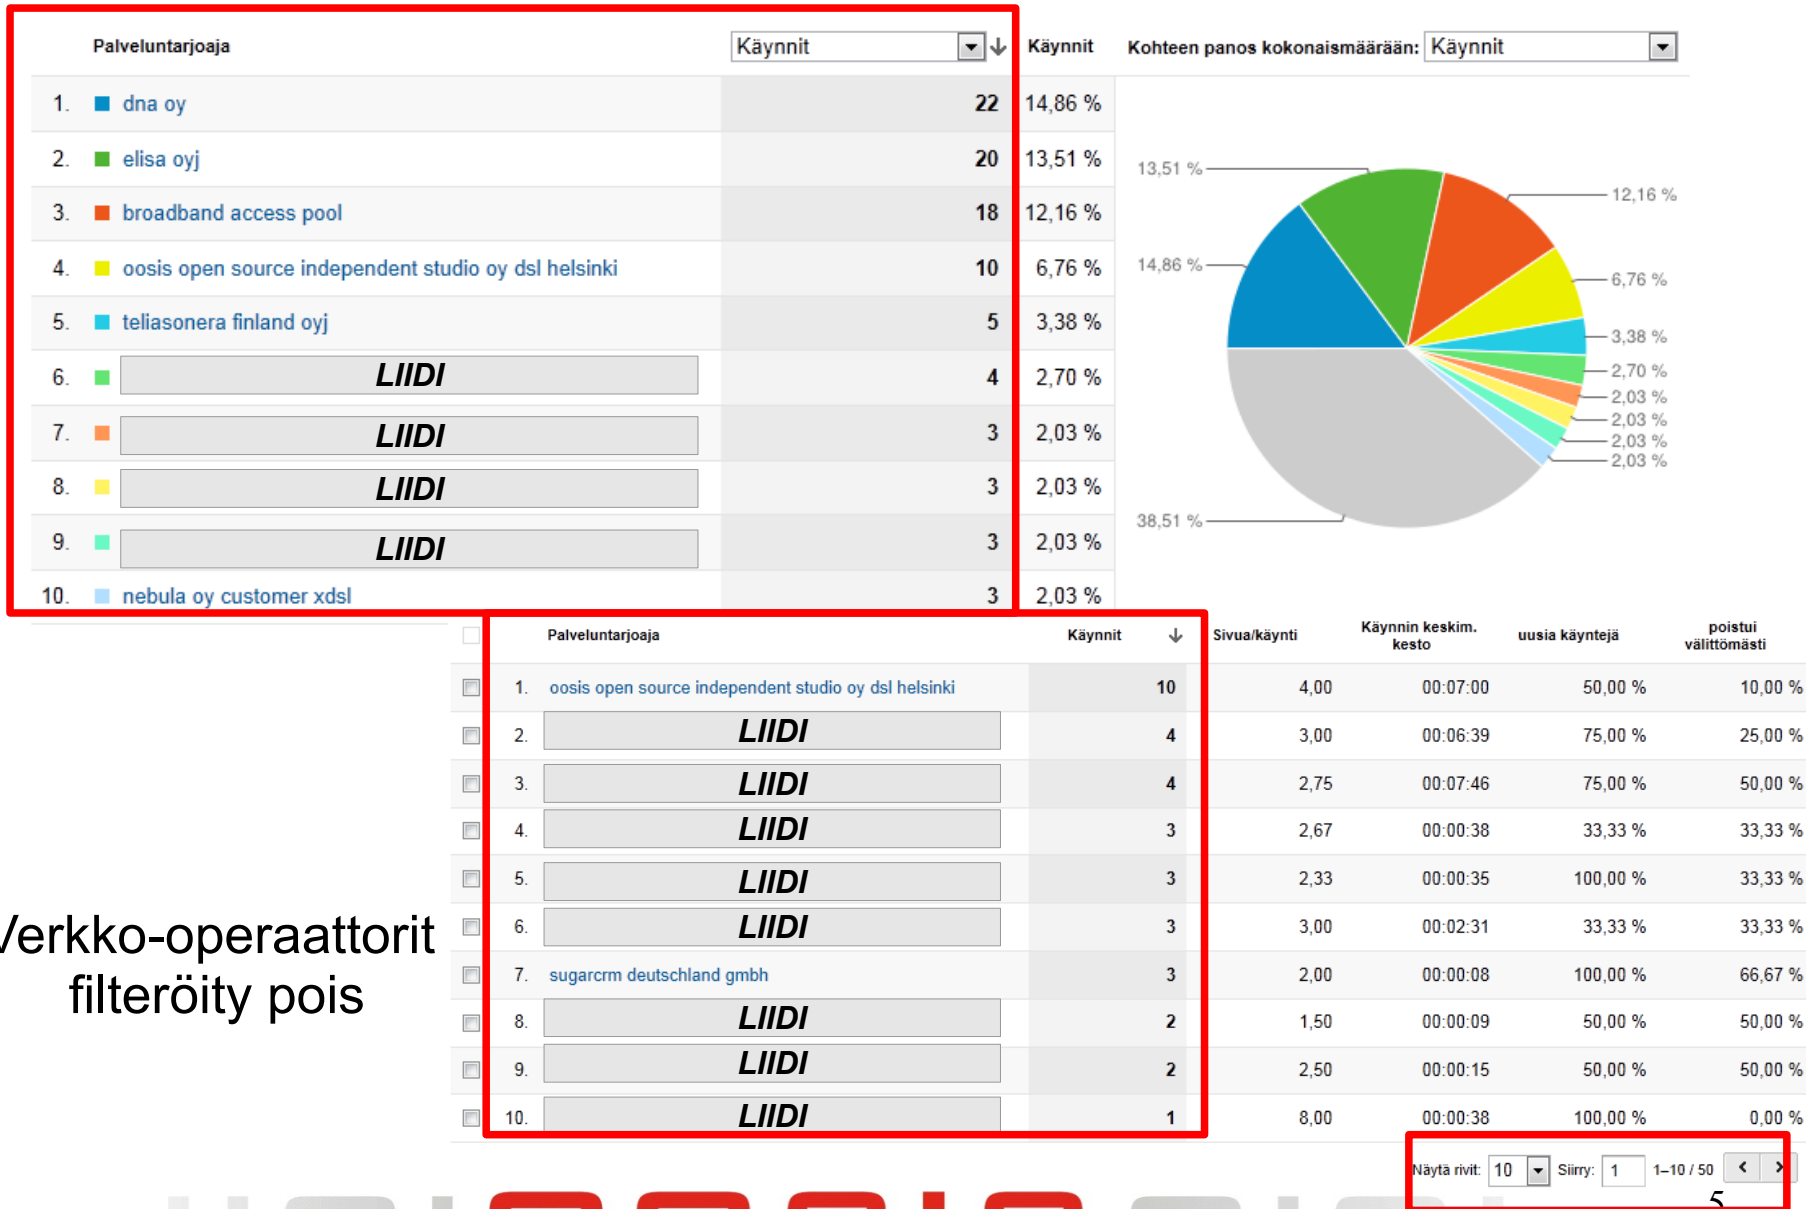 Palveluntarjoaja Käynnit Käynnit Kohteen panos kokonaismäärään: Käynnit
1. dna oy 22 14,86 %
2. elisa oyj 20 13,51 %
3. broadband access pool 18 12,16 %
4. oosis open source independent studio oy dsl helsinki 10 6,76 %
5. teliasonera finland oyj 5 3,38 %
6. LIIDI 4 2,70 %
7. LIIDI 3 2,03 %
8. LIIDI 3 2,03 %
9. LIIDI 3 2,03 %
10. nebula oy customer xdsl 3 2,03 %
13,51 %
12,16 %
14,86 %
6,76 %
3,38 %
2,70 %
2,03 %
2,03 %
2,03 %
2,03 %
38,51 %
Palveluntarjoaja Käynnit Sivua/käynti Käynnin keskim. kesto uusia käyntejä poistui välittömästi
1. oosis open source independent studio oy dsl helsinki 10 4,00 00:07:00 50,00 % 10,00 %
2. LIIDI 4 3,00 00:06:39 75,00 % 25,00 %
3. LIIDI 4 2,75 00:07:46 75,00 % 50,00 %
4. LIIDI 3 2,67 00:00:38 33,33 % 33,33 %
5. LIIDI 3 2,33 00:00:35 100,00 % 33,33 %
6. LIIDI 3 3,00 00:02:31 33,33 % 33,33 %
7. sugarcrm deutschland gmbh 3 2,00 00:00:08 100,00 % 66,67 %
8. LIIDI 2 1,50 00:00:09 50,00 % 50,00 %
9. LIIDI 2 2,50 00:00:15 50,00 % 50,00 %
10. LIIDI 1 8,00 00:00:38 100,00 % 0,00 %
Verkko-operaattorit
filteröity pois
Näytä rivit: 10 Siirry: 1 1–10 / 50
5